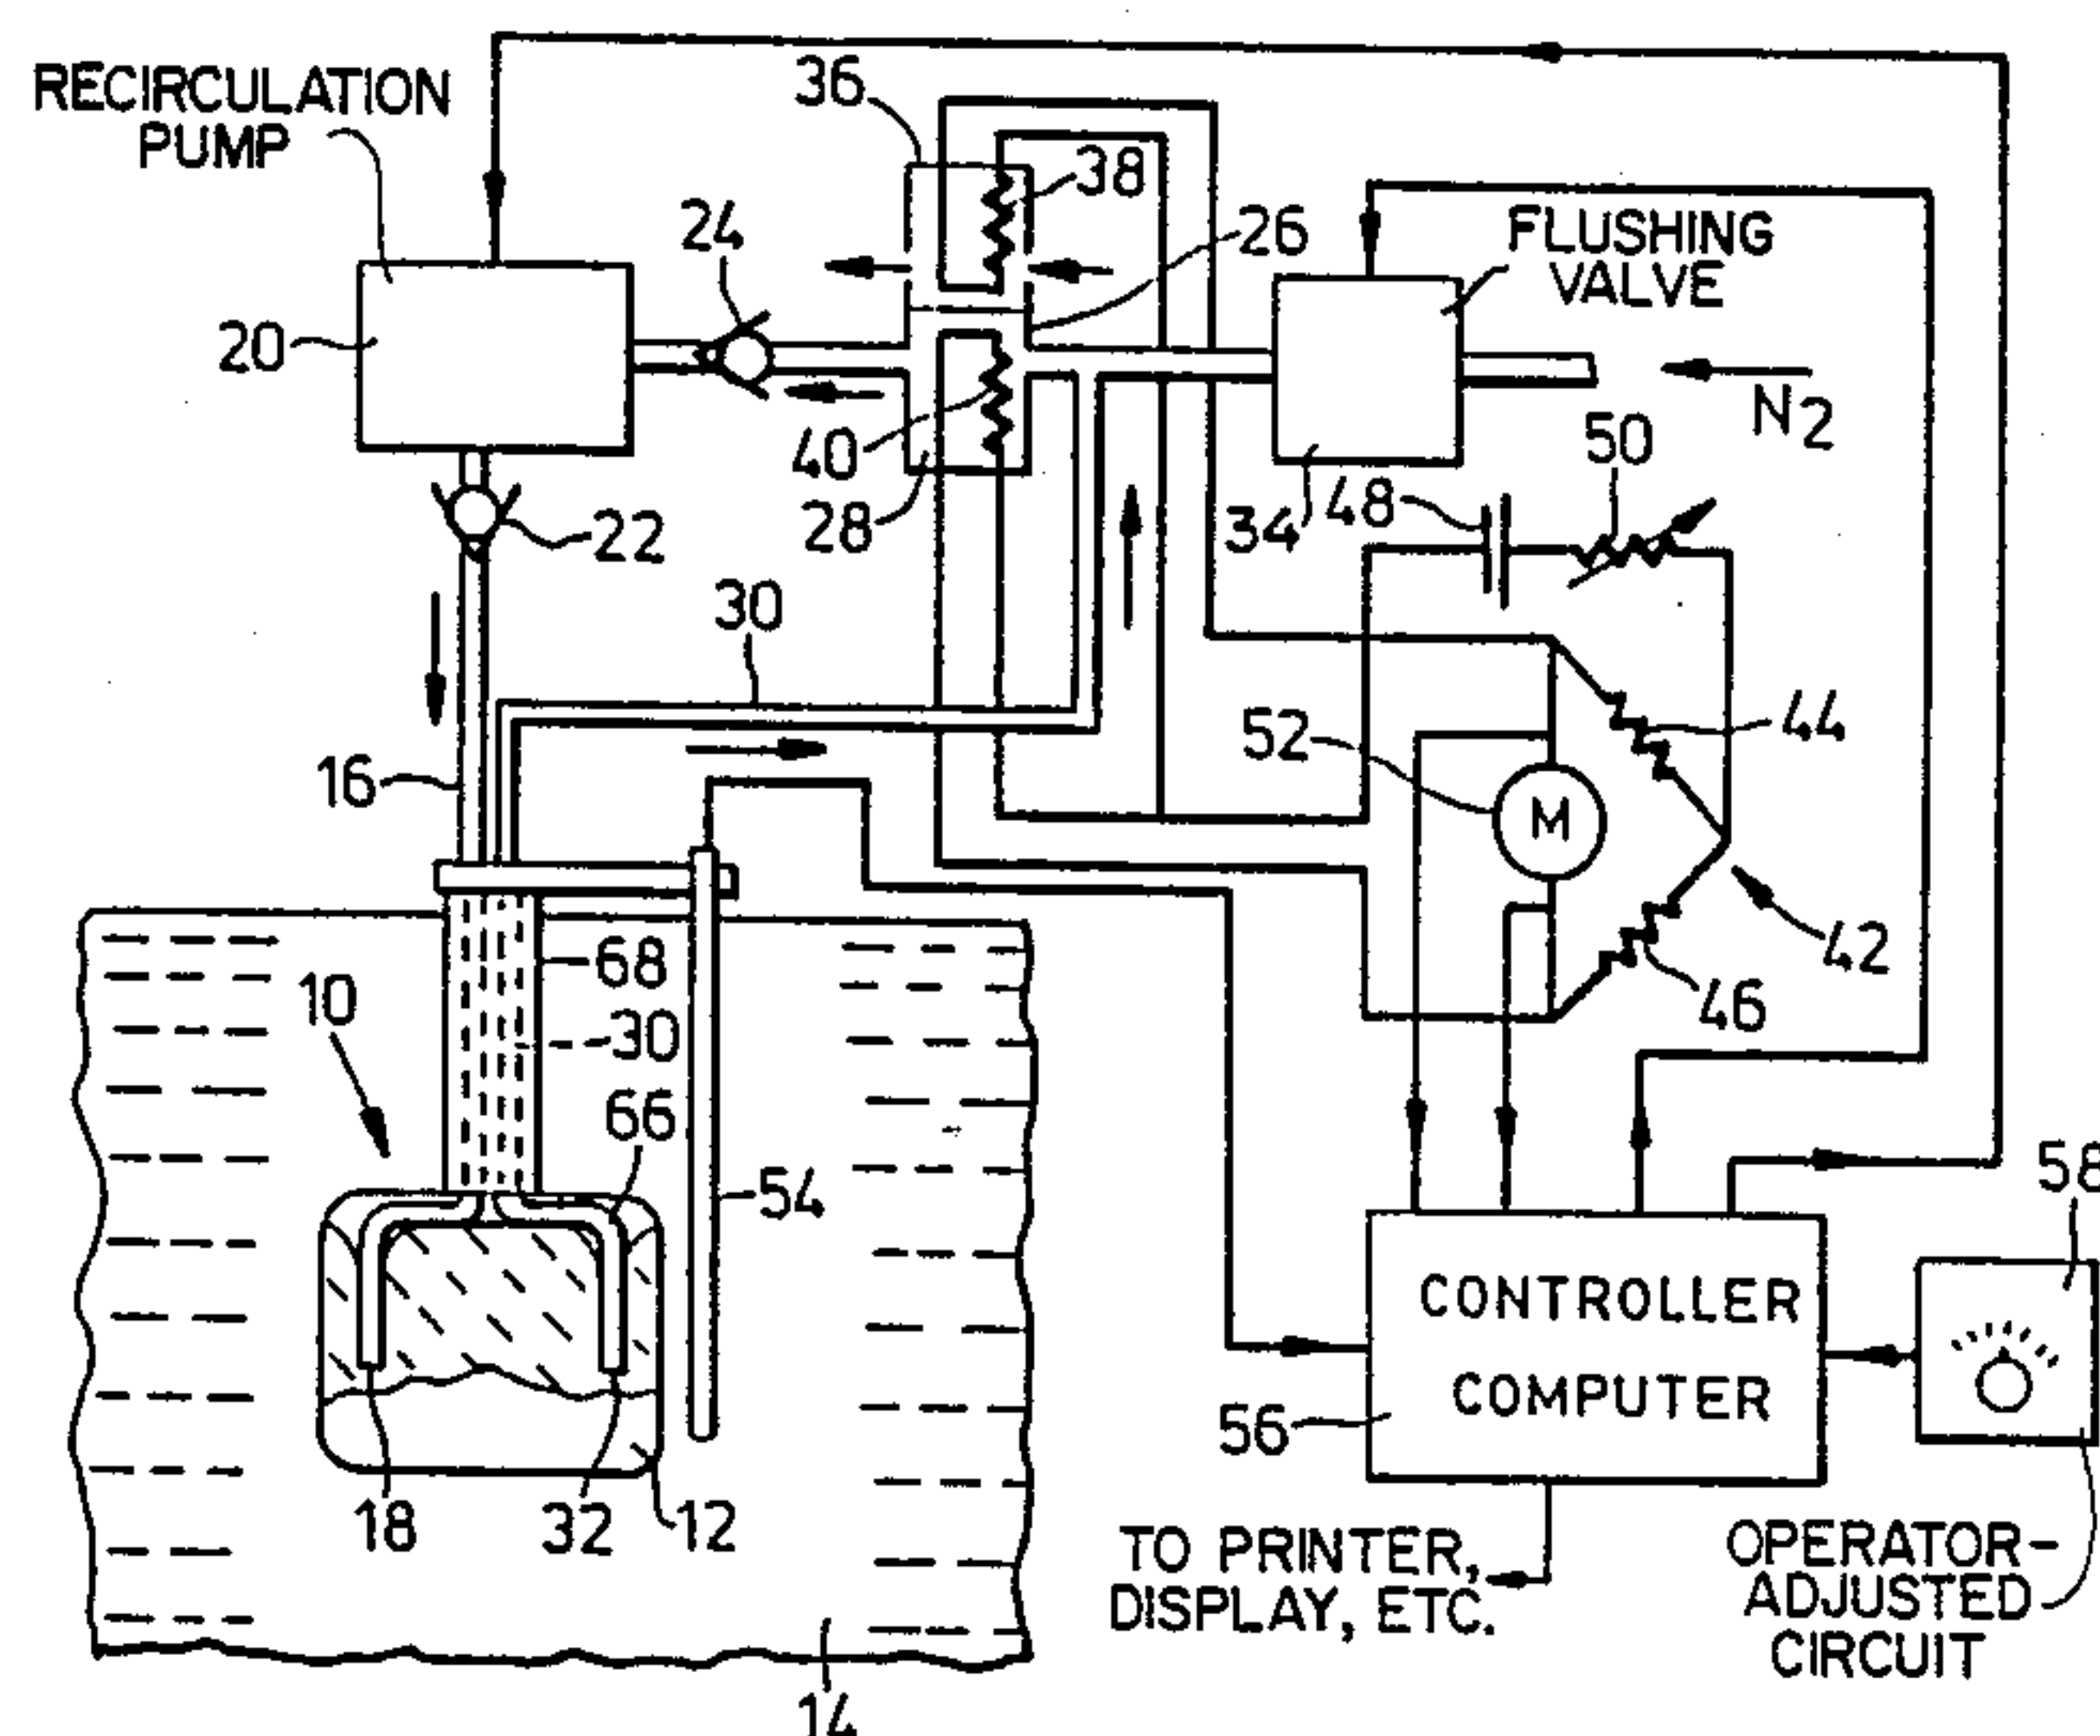 RECIRCULATION
PUMP
36
38
24
26
FLUSHING
VALVE
20
N2
40
28
34
48
50
22
30
44
52
16
M
42
68
46
10
30
66
54
58
CONTROLLER
COMPUTER
56
18
32
12
TO PRINTER,
DISPLAY, ETC.
OPERATOR-
ADJUSTED
CIRCUIT
14